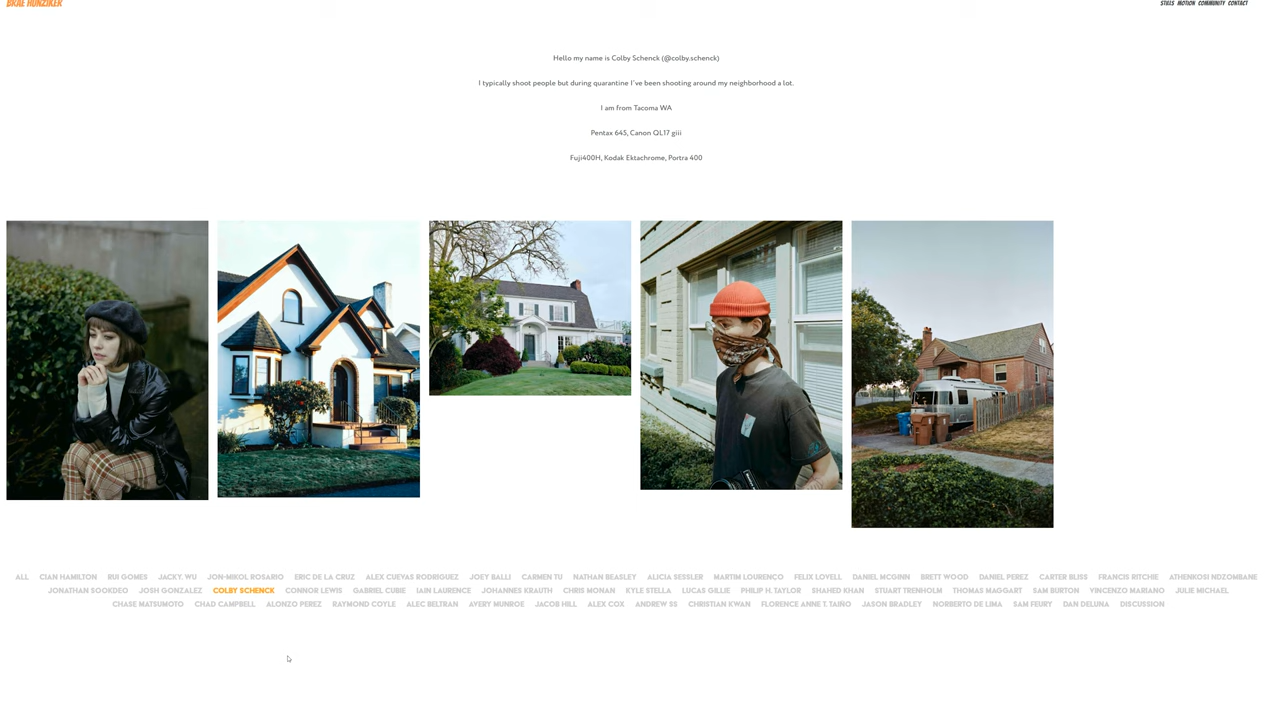 BRAE HUNZIKER
STILLS MOTION COMMUNITY CONTACT
Hello my name is Colby Schenck (@colby.schenck)
I typically shoot people but during quarantine I've been shooting around my neighborhood a lot.
I am from Tacoma WA
Pentax 645, Canon QL17 giii
Fuji400H, Kodak Ektachrome, Portra 400
ALL CIAN HAMILTON RUI GOMES JACKY. WU JON-MIKOL ROSARIO ERIC DE LA CRUZ ALEX CUEVAS RODRIGUEZ JOEY BALLI CARMEN TU NATHAN BEASLEY ALICIA SEISSLER MARTIM LOURENÇO FELIX LOVELL DANIEL MCGINN BRETT WOOD DANIEL PEREZ CARTER BLISS FRANCIS RITCHIE ATHENKOSI NDZOMBANE
JONATHAN SOOKDEO JOSH GONZALEZ COLBY SCHENCK CONNOR LEWIS GABRIEL CUBIE IAIN LAURENCE JOHANNES KRAUTH CHRIS MONAN KYLE STELLA LUCAS GILLIE PHILIP H. TAYLOR SHAHED KHAN STUART TRENHOLM THOMAS MAGGART SAM BURTON VINCENZO MARIANO JULIE MICHAEL
CHASE MATSUMOTO CHAD CAMPBELL ALONZO PEREZ RAYMOND COYLE ALEC BELTRAN AVERY MUNROE JACOB HILL ALEX COX ANDREW SS CHRISTIAN KWAN FLORENCE ANNE T. TAIÑO JASON BRADLEY NORBERTO DE LIMA SAM FEURY DAN DELUNA DISCUSSION